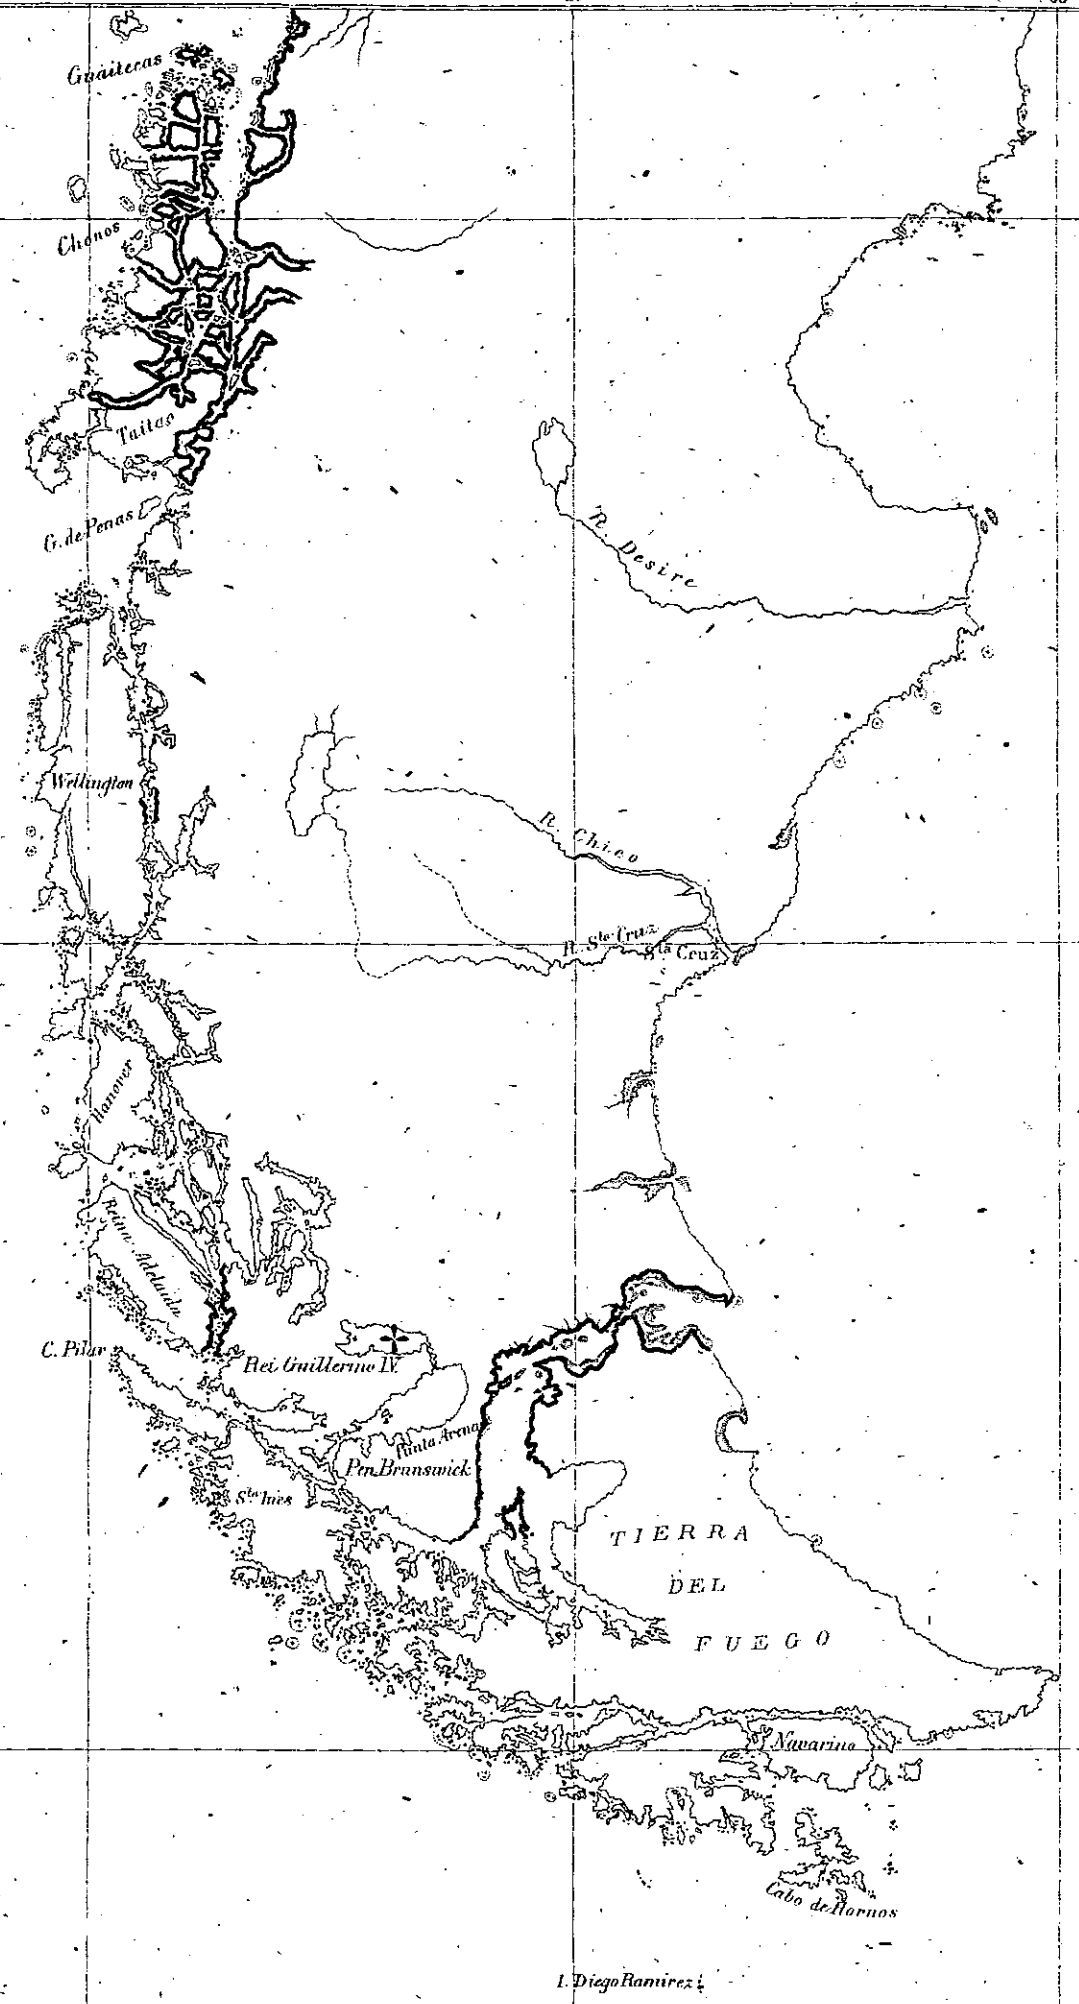 Guaitecas
Chonos
Taitao
G. de Penas
R. Desire
Wellington
R. Chico
R. Sta Cruz
Sta Cruz
Hanover
Reina Adelaida
C. Pilar
Rei Guillermo IV.
Punta Arenas
Pen. Brunswick
Sta Ines
TIERRA
DEL
FUEGO
I. Navarino
Cabo de Hornos
I. Diego Ramirez